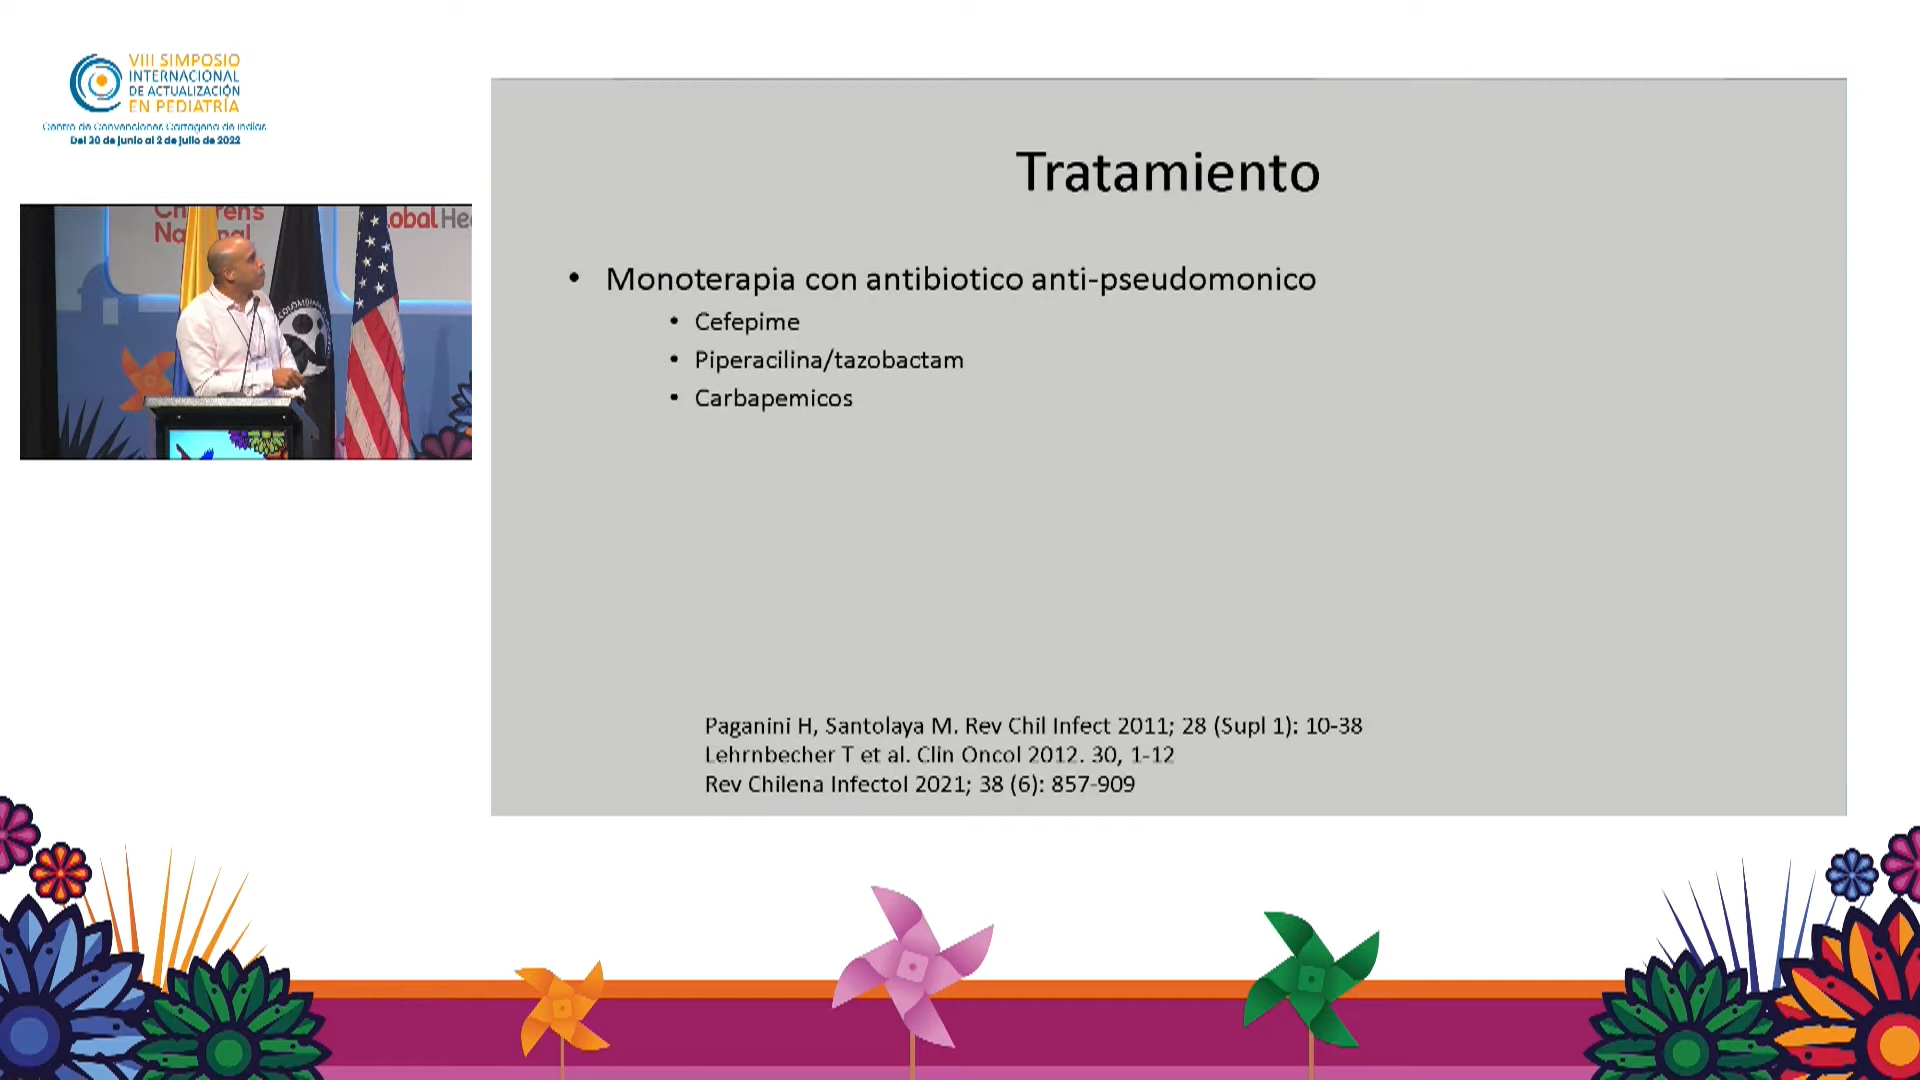 VIII SIMPOSIO
INTERNACIONAL
DE ACTUALIZACIÓN
EN PEDIATRÍA
Centro de Convenciones Cartagena de Indias
Del 30 de junio al 2 de julio de 2022
obal Hea
COLOMBIANA
Tratamiento
• Monoterapia con antibiotico anti-pseudomonico
• Cefepime
• Piperacilina/tazobactam
• Carbapemicos
Paganini H, Santolaya M. Rev Chil Infect 2011; 28 (Supl 1): 10-38
Lehrnbecher T et al. Clin Oncol 2012. 30, 1-12
Rev Chilena Infectol 2021; 38 (6): 857-909